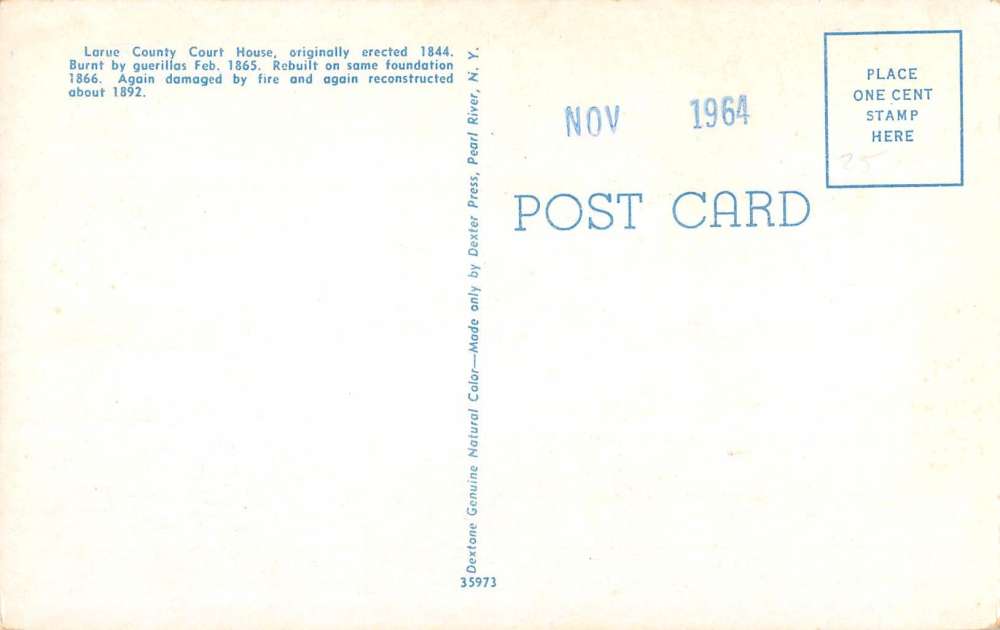 Larue County Court House, originally erected 1844.
Burnt by guerillas Feb. 1865. Rebuilt on same foundation
1866. Again damaged by fire and again reconstructed
about 1892.
Dextone Genuine Natural Color—Made only by Dexter Press, Pearl River, N. Y.
35973
NOV 1964
POST CARD
PLACE
ONE CENT
STAMP
HERE
25